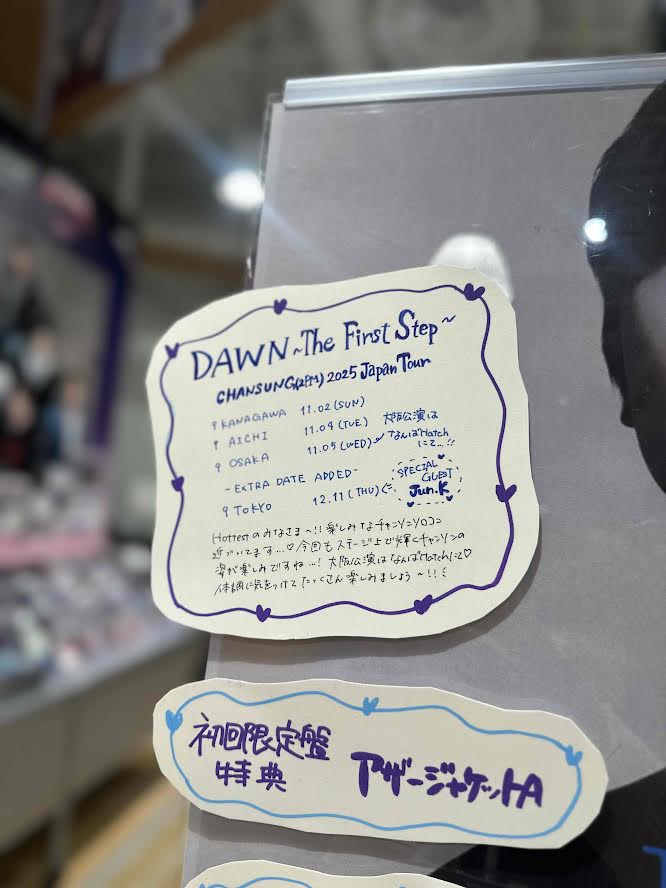 DAWN ~The First Step~
CHANSUNG(2PM) 2025 Japan Tour
KANAGAWA 11.02 (SUN)
AICHI 11.04 (TUE)
OSAKA 11.05 (WED)
大阪公演は
なんばHatch
にて…!!
-EXTRA DATE ADDED-
TOKYO 12.11 (THU)
SPECIAL
GUEST
Jun.K
Hottestのみなさま~!!楽しみなチャンソンソロコン
近づいてます…♡今回もステージ上で輝くチャンソンの
姿が楽しみですね…!大阪公演はなんばHatchにて♡
体調に気をつけてたっくさん楽しみましょう~!!
初回限定盤
特典
アザージャケットA